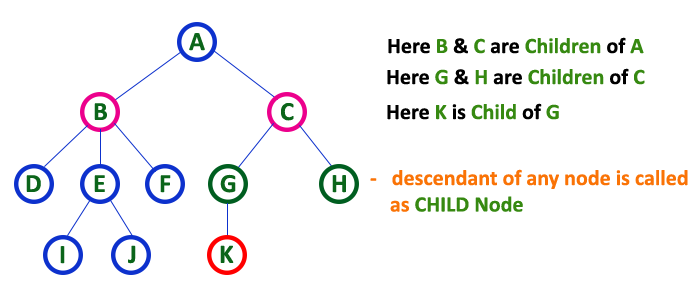 A
Here B & C are Children of A
Here G & H are Children of C
B
C
Here K is Child of G
D
E
F
G
H
- descendant of any node is called
as CHILD Node
I
J
K